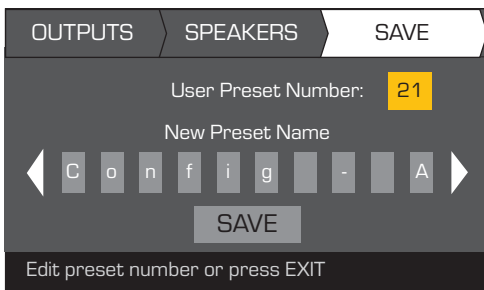 OUTPUTS SPEAKERS SAVE
User Preset Number: 21
New Preset Name
C o n f i g - A
SAVE
Edit preset number or press EXIT